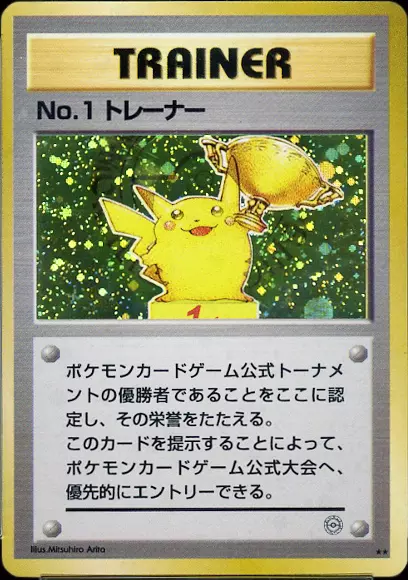 TRAINER
No.1 トレーナー
1
ポケモンカードゲーム公式トーナメ
ントの優勝者であることをここに認
定し、その栄誉をたたえる。
このカードを提示することによって、
ポケモンカードゲーム公式大会へ、
優先的にエントリーできる。
Illus.Mitsuhiro Arita
★★